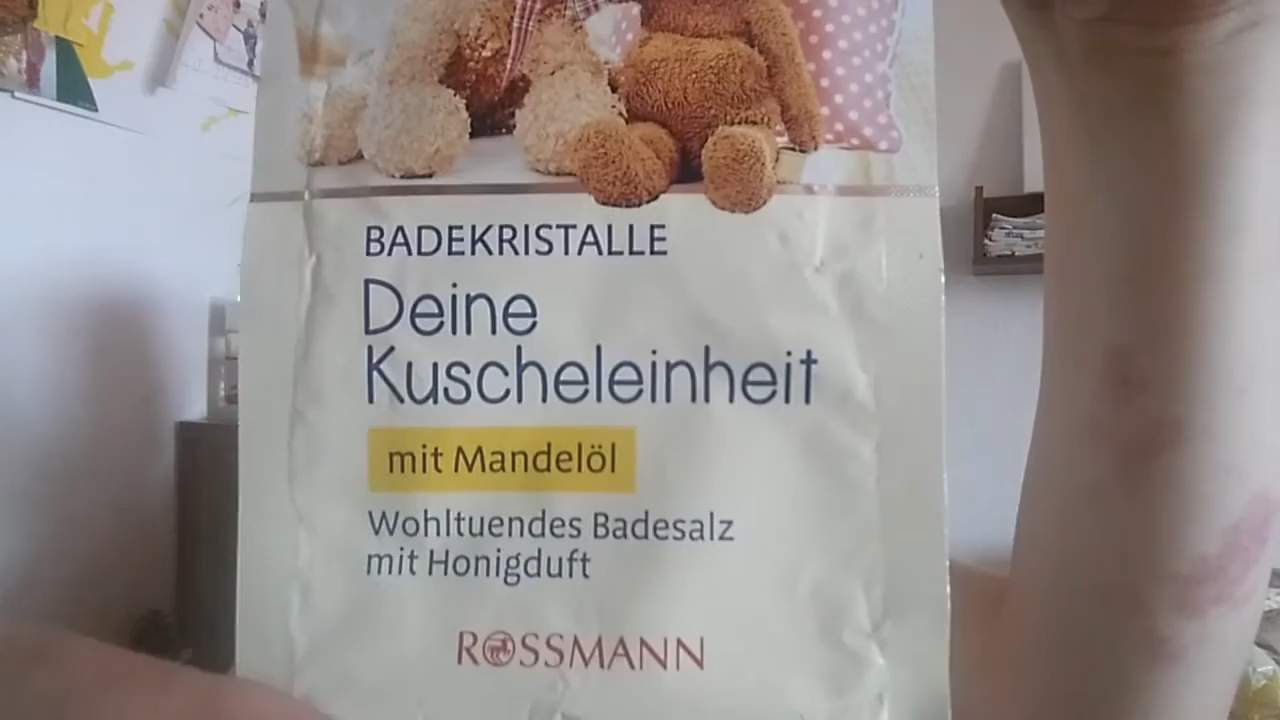 BADEKRISTALLE
Deine
Kuscheleinheit
mit Mandelöl
Wohltuendes Badesalz
mit Honigduft
ROSSMANN